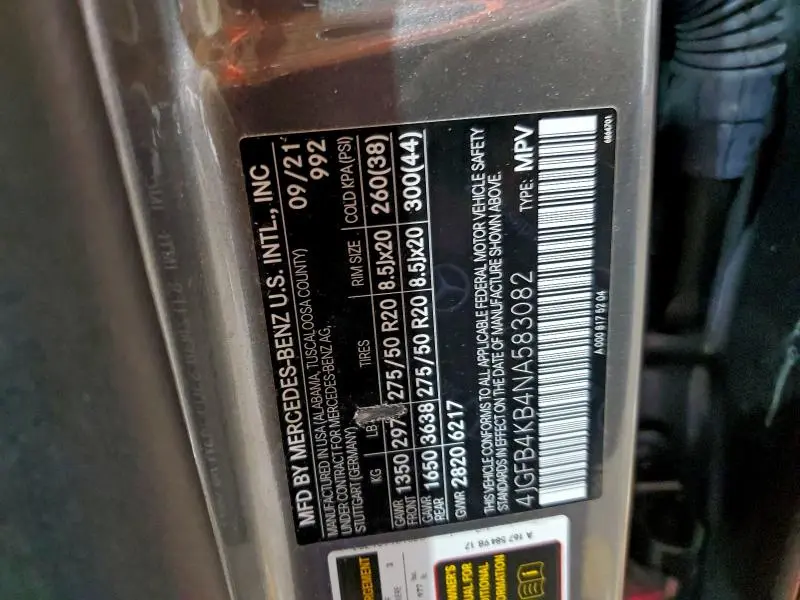 MFD BY MERCEDES-BENZ U.S. INTL., INC
MANUFACTURED IN USA (ALABAMA, TUSCALOOSA COUNTY) 09/21
UNDER CONTRACT FOR MERCEDES-BENZ AG, 992
STUTTGART (GERMANY)
KG LB TIRES RIM SIZE COLD KPA(PSI)
GAWR FRONT 1350 297 275/50 R20 8.5Jx20 260(38)
GAWR REAR 1650 3638 275/50 R20 8.5Jx20 300(44)
GVWR 2820 6217
THIS VEHICLE CONFORMS TO ALL APPLICABLE FEDERAL MOTOR VEHICLE SAFETY
STANDARDS IN EFFECT ON THE DATE OF MANUFACTURE SHOWN ABOVE.
4JGFB4KB4NA583082 TYPE: MPV
A 000 817 02 04
A 167 584 98 17